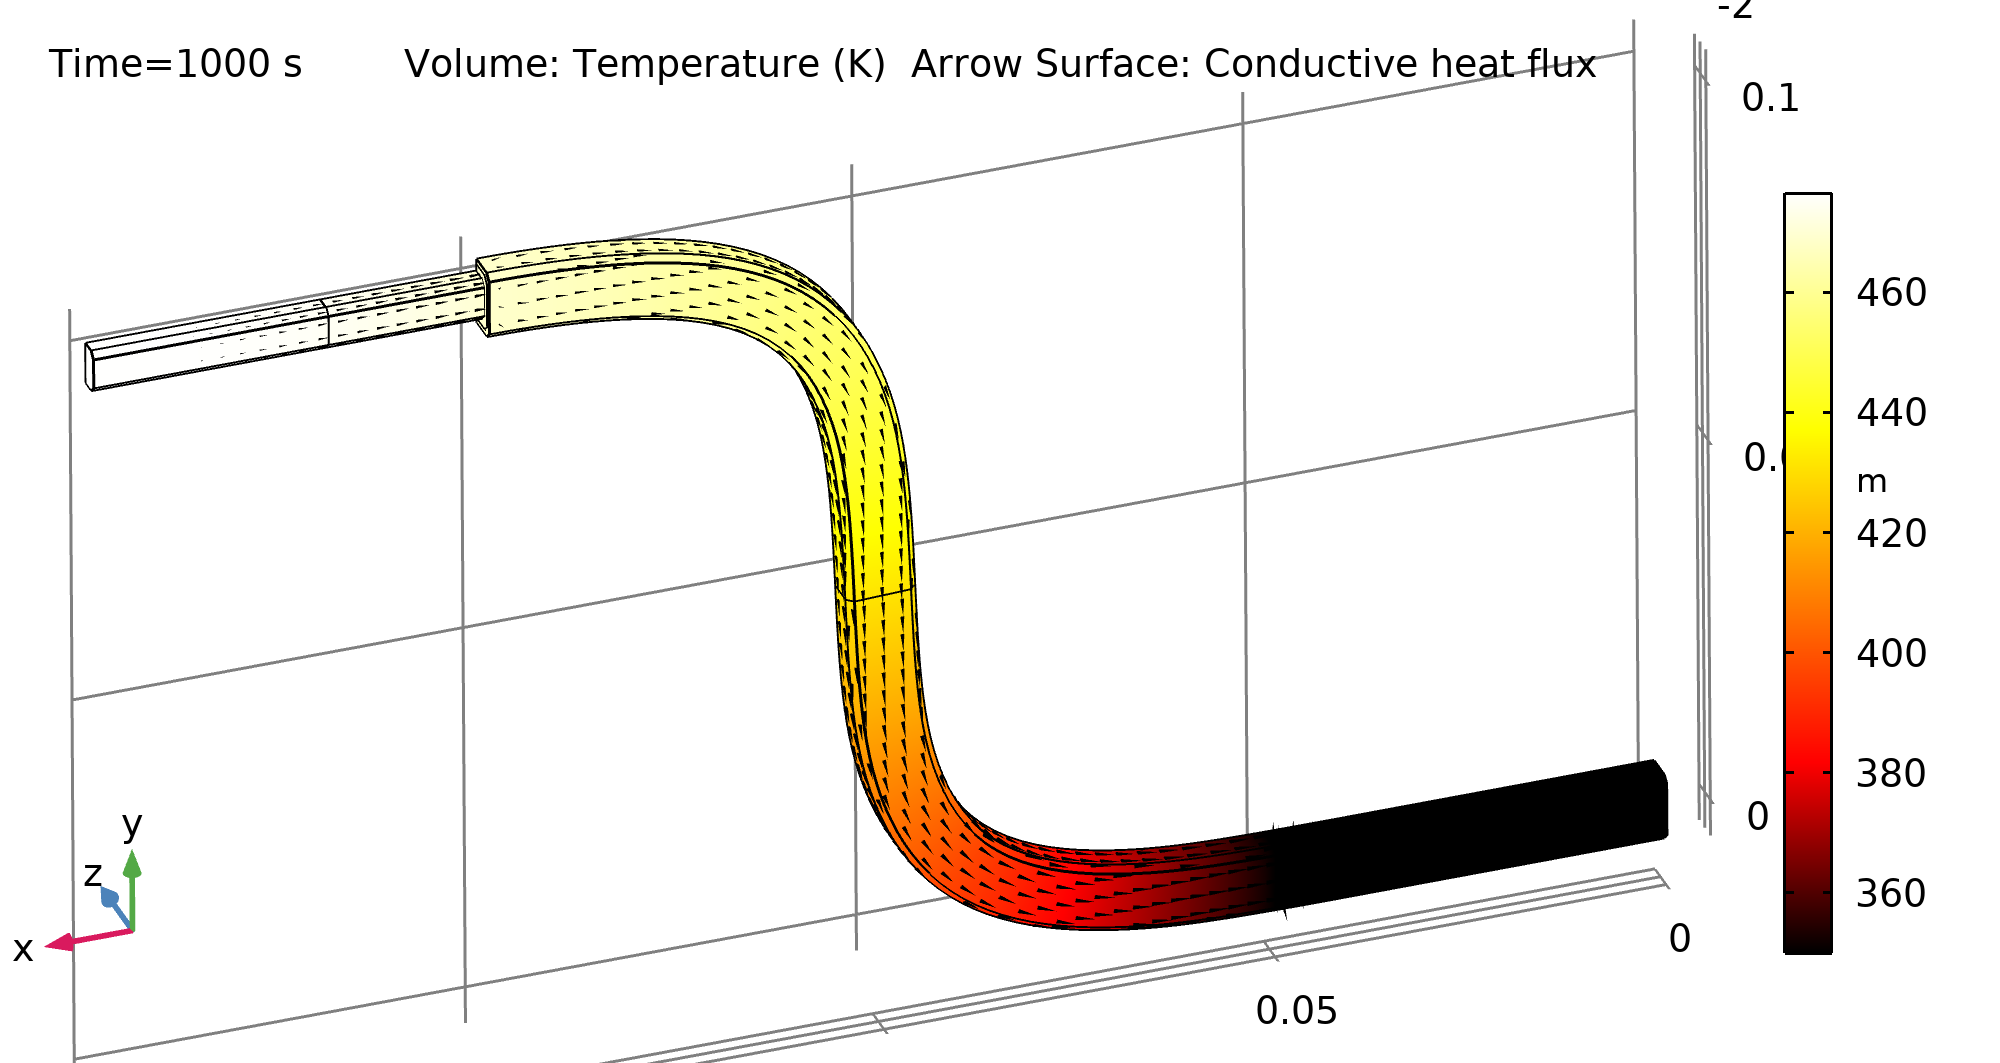 Time=1000 s Volume: Temperature (K) Arrow Surface: Conductive heat flux
-2
0.1
460
440
m
420
400
380
360
0
0
0.05
y
z
x